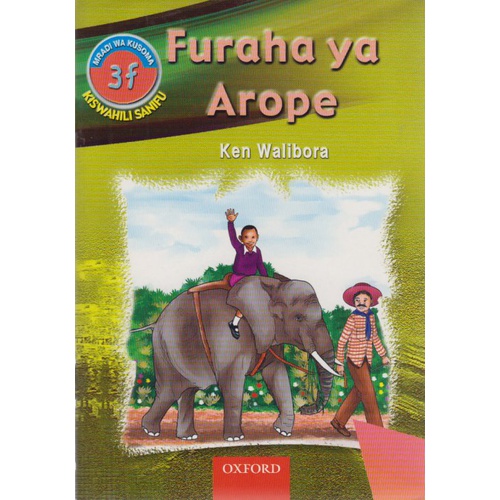 MRADI WA KUSOMA
3f
KISWAHILI SANIFU
Furaha ya
Arope
Ken Walibora
OXFORD